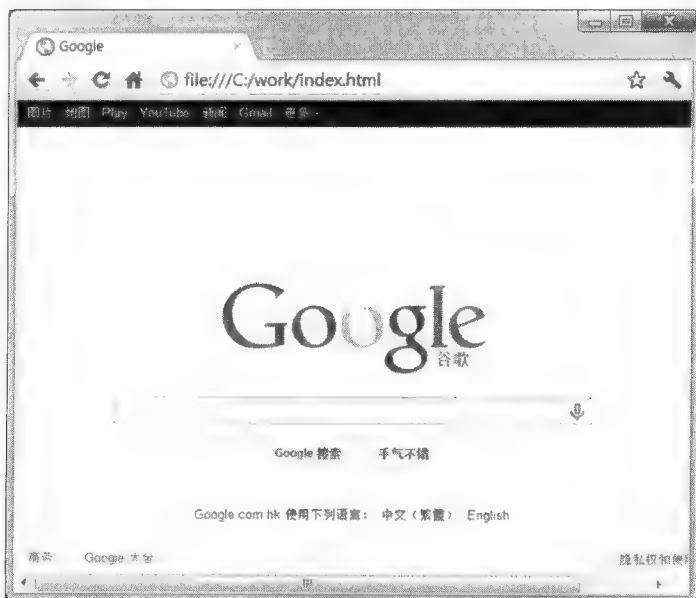 Google
file:///C:/work/index.html
图片 地图 Play YouTube 新闻 Gmail 更多
Google
谷歌
Google 搜索 手气不错
Google.com.hk 使用下列语言： 中文（繁體） English
Google 大全
隐私权和使用